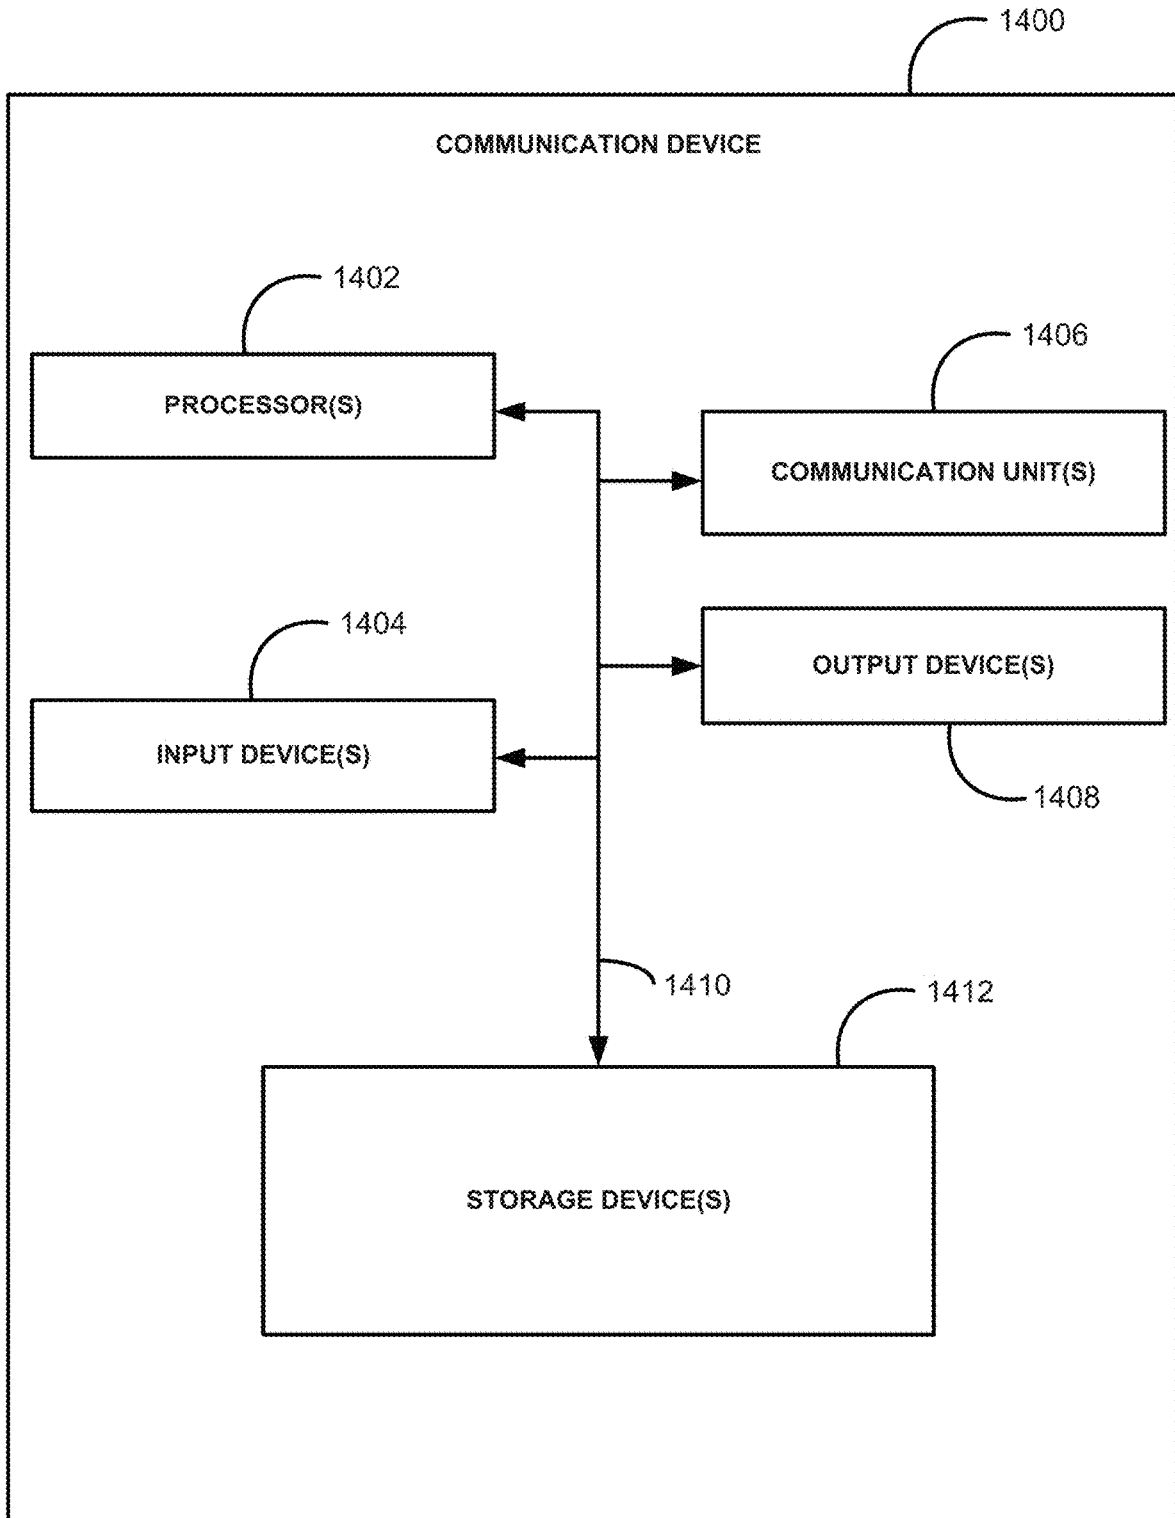 1400
COMMUNICATION DEVICE
1402
1406
PROCESSOR(S)
COMMUNICATION UNIT(S)
1404
OUTPUT DEVICE(S)
INPUT DEVICE(S)
1408
1410
1412
STORAGE DEVICE(S)